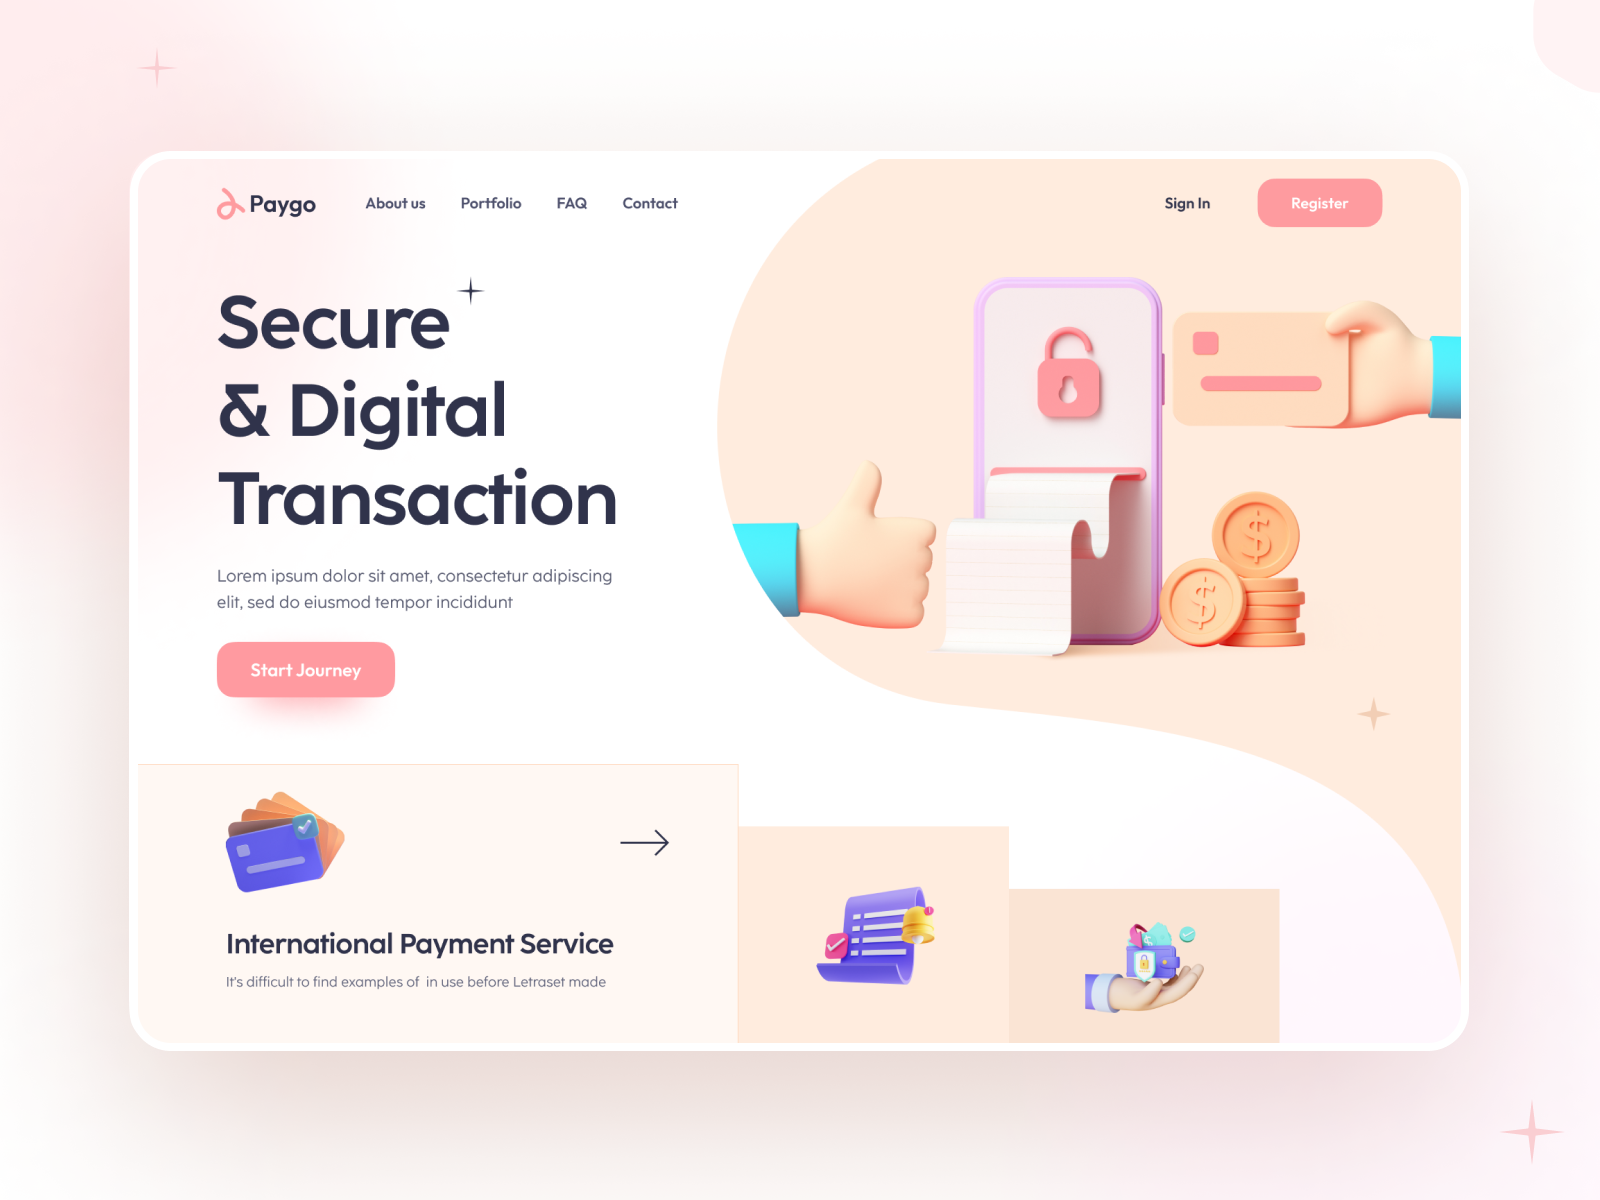 Paygo
About us
Portfolio
FAQ
Contact
Sign In
Register
Secure
& Digital
Transaction
Lorem ipsum dolor sit amet, consectetur adipiscing
elit, sed do eiusmod tempor incididunt
Start Journey
$
$
International Payment Service
It's difficult to find examples of  in use before Letraset made